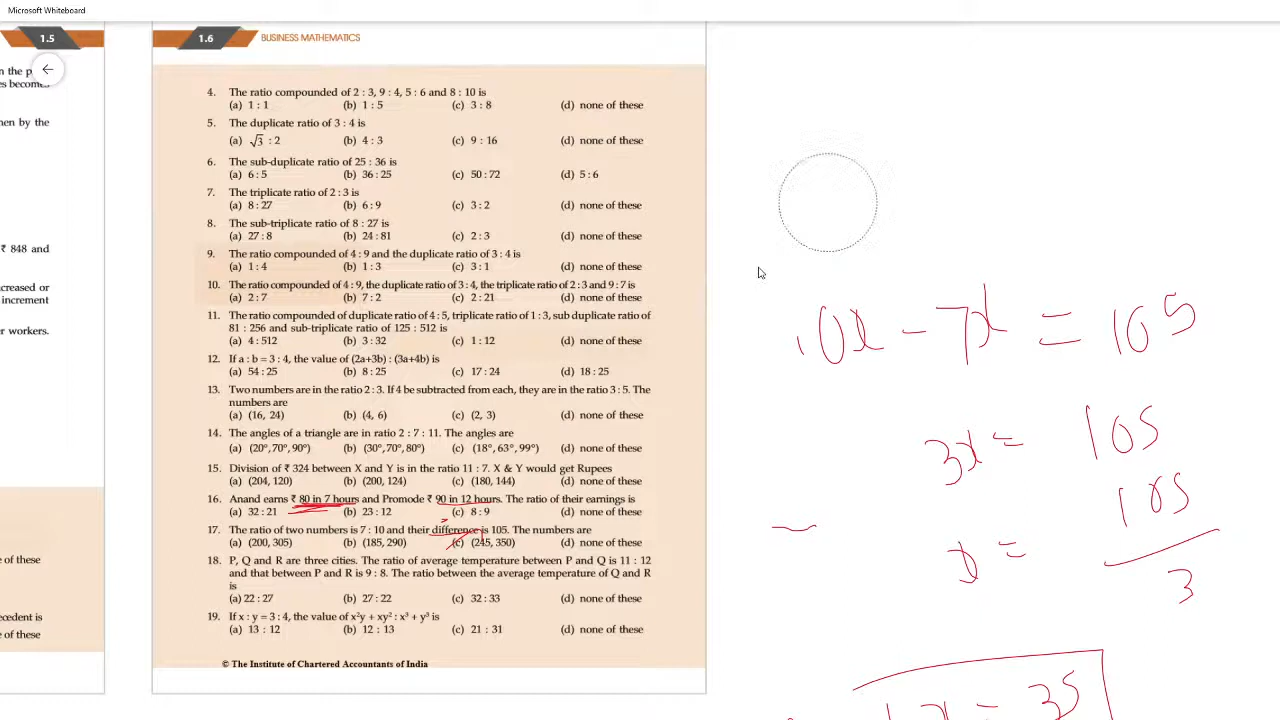 Microsoft Whiteboard
1.5
n the p
es becomes
hen by the
₹ 848 and
creased or
increment
er workers.
e of these
ecedent is
e of these
1.6 BUSINESS MATHEMATICS
4. The ratio compounded of 2 : 3, 9 : 4, 5 : 6 and 8 : 10 is
(a) 1 : 1 (b) 1 : 5 (c) 3 : 8 (d) none of these
5. The duplicate ratio of 3 : 4 is
(a) √3 : 2 (b) 4 : 3 (c) 9 : 16 (d) none of these
6. The sub-duplicate ratio of 25 : 36 is
(a) 6 : 5 (b) 36 : 25 (c) 50 : 72 (d) 5 : 6
7. The triplicate ratio of 2 : 3 is
(a) 8 : 27 (b) 6 : 9 (c) 3 : 2 (d) none of these
8. The sub-triplicate ratio of 8 : 27 is
(a) 27 : 8 (b) 24 : 81 (c) 2 : 3 (d) none of these
9. The ratio compounded of 4 : 9 and the duplicate ratio of 3 : 4 is
(a) 1 : 4 (b) 1 : 3 (c) 3 : 1 (d) none of these
10. The ratio compounded of 4 : 9, the duplicate ratio of 3 : 4, the triplicate ratio of 2 : 3 and 9 : 7 is
(a) 2 : 7 (b) 7 : 2 (c) 2 : 21 (d) none of these
11. The ratio compounded of duplicate ratio of 4 : 5, triplicate ratio of 1 : 3, sub duplicate ratio of
81 : 256 and sub-triplicate ratio of 125 : 512 is
(a) 4 : 512 (b) 3 : 32 (c) 1 : 12 (d) none of these
12. If a : b = 3 : 4, the value of (2a+3b) : (3a+4b) is
(a) 54 : 25 (b) 8 : 25 (c) 17 : 24 (d) 18 : 25
13. Two numbers are in the ratio 2 : 3. If 4 be subtracted from each, they are in the ratio 3 : 5. The
numbers are
(a) (16, 24) (b) (4, 6) (c) (2, 3) (d) none of these
14. The angles of a triangle are in ratio 2 : 7 : 11. The angles are
(a) (20°, 70°, 90°) (b) (30°, 70°, 80°) (c) (18°, 63°, 99°) (d) none of these
15. Division of ₹ 324 between X and Y is in the ratio 11 : 7. X & Y would get Rupees
(a) (204, 120) (b) (200, 124) (c) (180, 144) (d) none of these
16. Anand earns ₹ 80 in 7 hours and Promode ₹ 90 in 12 hours. The ratio of their earnings is
(a) 32 : 21 (b) 23 : 12 (c) 8 : 9 (d) none of these
17. The ratio of two numbers is 7 : 10 and their difference is 105. The numbers are
(a) (200, 305) (b) (185, 290) (c) (245, 350) (d) none of these
18. P, Q and R are three cities. The ratio of average temperature between P and Q is 11 : 12
and that between P and R is 9 : 8. The ratio between the average temperature of Q and R
is
(a) 22 : 27 (b) 27 : 22 (c) 32 : 33 (d) none of these
19. If x : y = 3 : 4, the value of x²y + xy² : x³ + y³ is
(a) 13 : 12 (b) 12 : 13 (c) 21 : 31 (d) none of these
© The Institute of Chartered Accountants of India
10x - 7x = 105
3x = 105
x = 105/3
x = 35